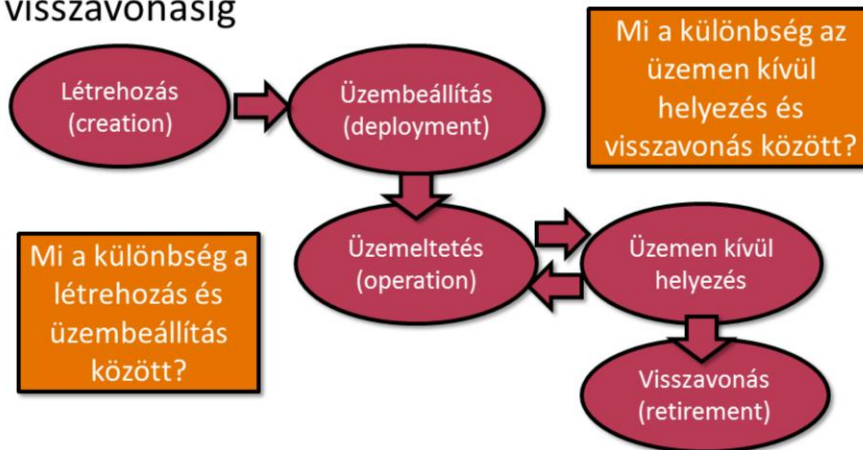 visszavonásig
Létrehozás
(creation)
Üzembeállítás
(deployment)
Mi a különbség az
üzemen kívül
helyezés és
visszavonás között?
Mi a különbség a
létrehozás és
üzembeállítás
között?
Üzemeltetés
(operation)
Üzemen kívül
helyezés
Visszavonás
(retirement)